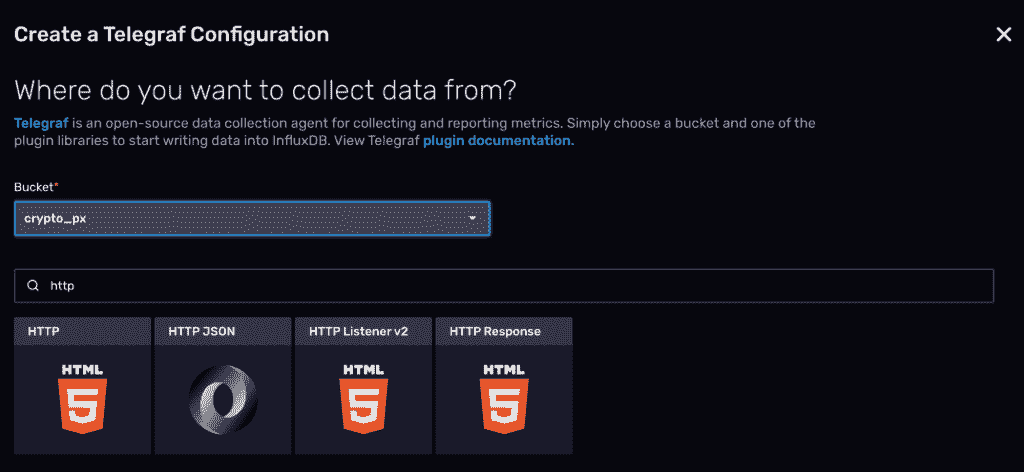 Create a Telegraf Configuration
Where do you want to collect data from?
Telegraf is an open-source data collection agent for collecting and reporting metrics. Simply choose a bucket and one of the
plugin libraries to start writing data into InfluxDB. View Telegraf plugin documentation.
Bucket*
crypto_px
http
HTTP
HTTP JSON
HTTP Listener v2
HTTP Response
HTML
5
HTML
5
HTML
5